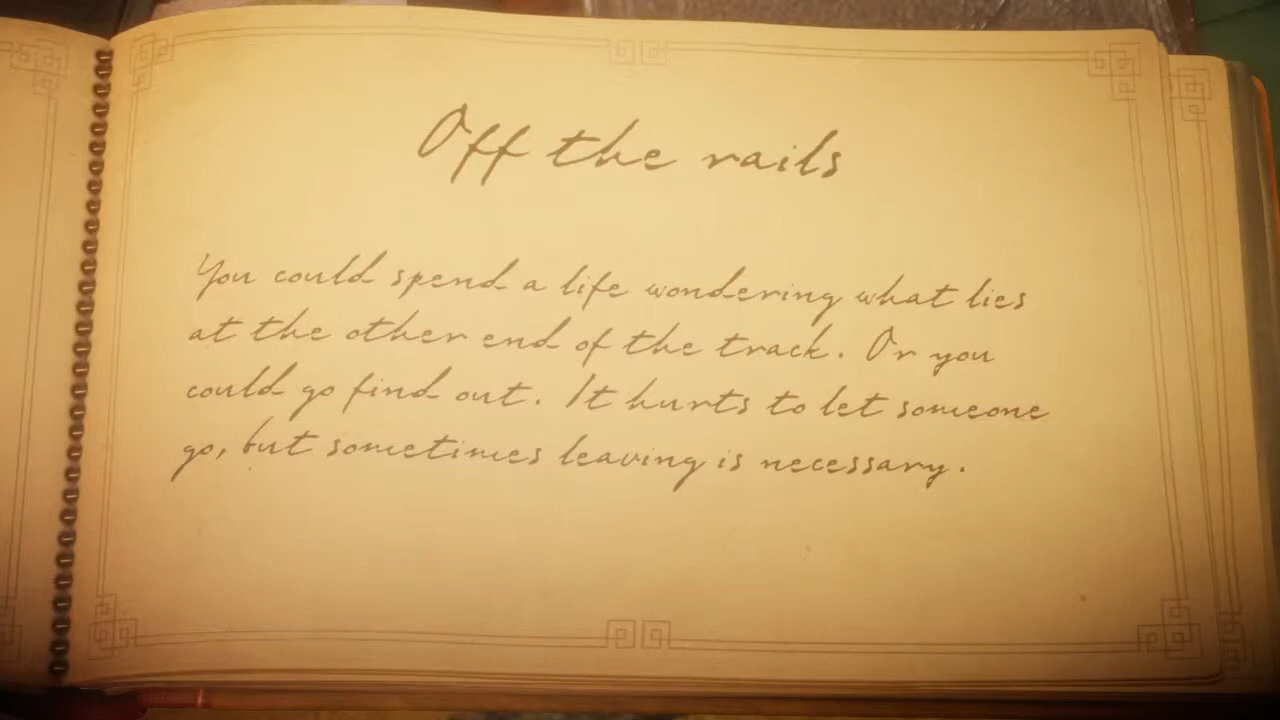 Off the rails
You could spend a life wondering what lies
at the other end of the track. Or you
could go find out. It hurts to let someone
go, but sometimes leaving is necessary.